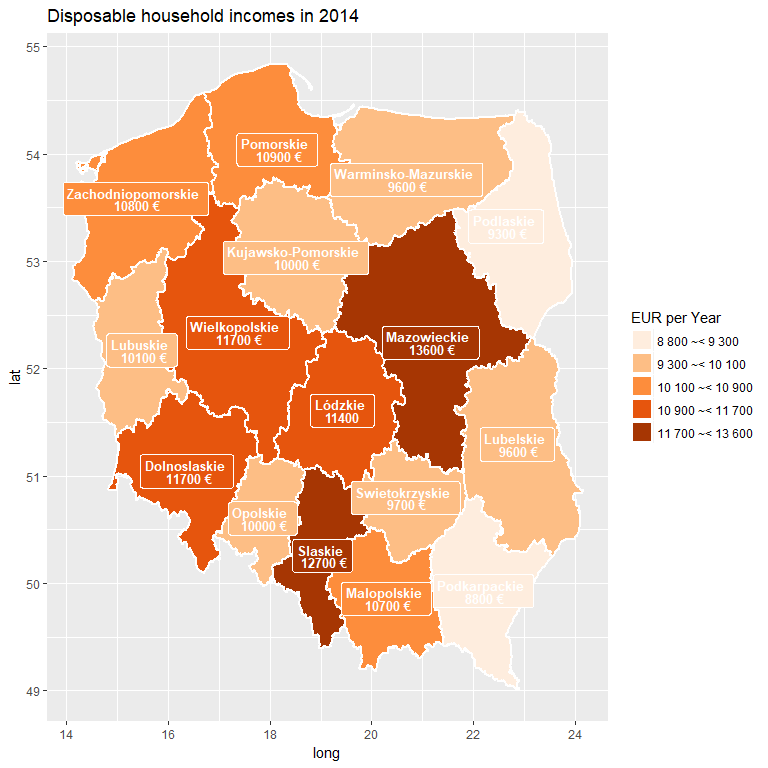 Disposable household incomes in 2014
55
54
53
52
51
50
49
lat
Pomorskie
10900 €
Warminsko-Mazurskie
9600 €
Zachodniopomorskie
10800 €
Podlaskie
9300 €
Kujawsko-Pomorskie
10000 €
Wielkopolskie
11700 €
Mazowieckie
13600 €
Lubuskie
10100 €
Lódzkie
11400
Lubelskie
9600 €
Dolnoslaskie
11700 €
Swietokrzyskie
9700 €
Opolskie
10000 €
Slaskie
12700 €
Malopolskie
10700 €
Podkarpackie
8800 €
14 16 18 20 22 24
long
EUR per Year
8 800 ~< 9 300
9 300 ~< 10 100
10 100 ~< 10 900
10 900 ~< 11 700
11 700 ~< 13 600